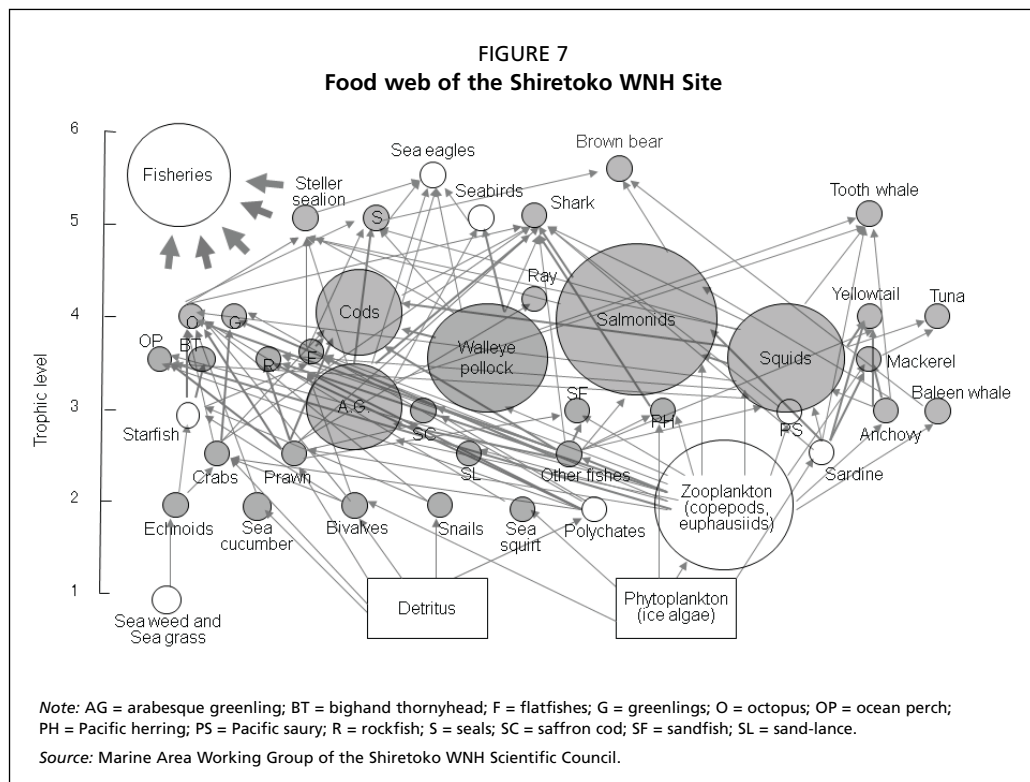 FIGURE 7
Food web of the Shiretoko WNH Site
Trophic level
6
5
4
3
2
1
Fisheries
Steller
sealion
Sea eagles
S
Seabirds
Shark
Brown bear
Tooth whale
O
G
Cods
Ray
Salmonids
Yellowtail
Tuna
OP
BT
R
F
Walleye
pollock
Squids
Mackerel
Starfish
A.G.
SC
SF
PH
PS
Anchovy
Baleen whale
Crabs
Prawn
SL
Other fishes
Sardine
Zooplankton
(copepods,
euphausiids)
Echnoids
Sea
cucumber
Bivalves
Snails
Sea
squirt
Polychates
Sea weed and
Sea grass
Detritus
Phytoplankton
(ice algae)
Note: AG = arabesque greenling; BT = bighand thornyhead; F = flatfishes; G = greenlings; O = octopus; OP = ocean perch;
PH = Pacific herring; PS = Pacific saury; R = rockfish; S = seals; SC = saffron cod; SF = sandfish; SL = sand-lance.
Source: Marine Area Working Group of the Shiretoko WNH Scientific Council.